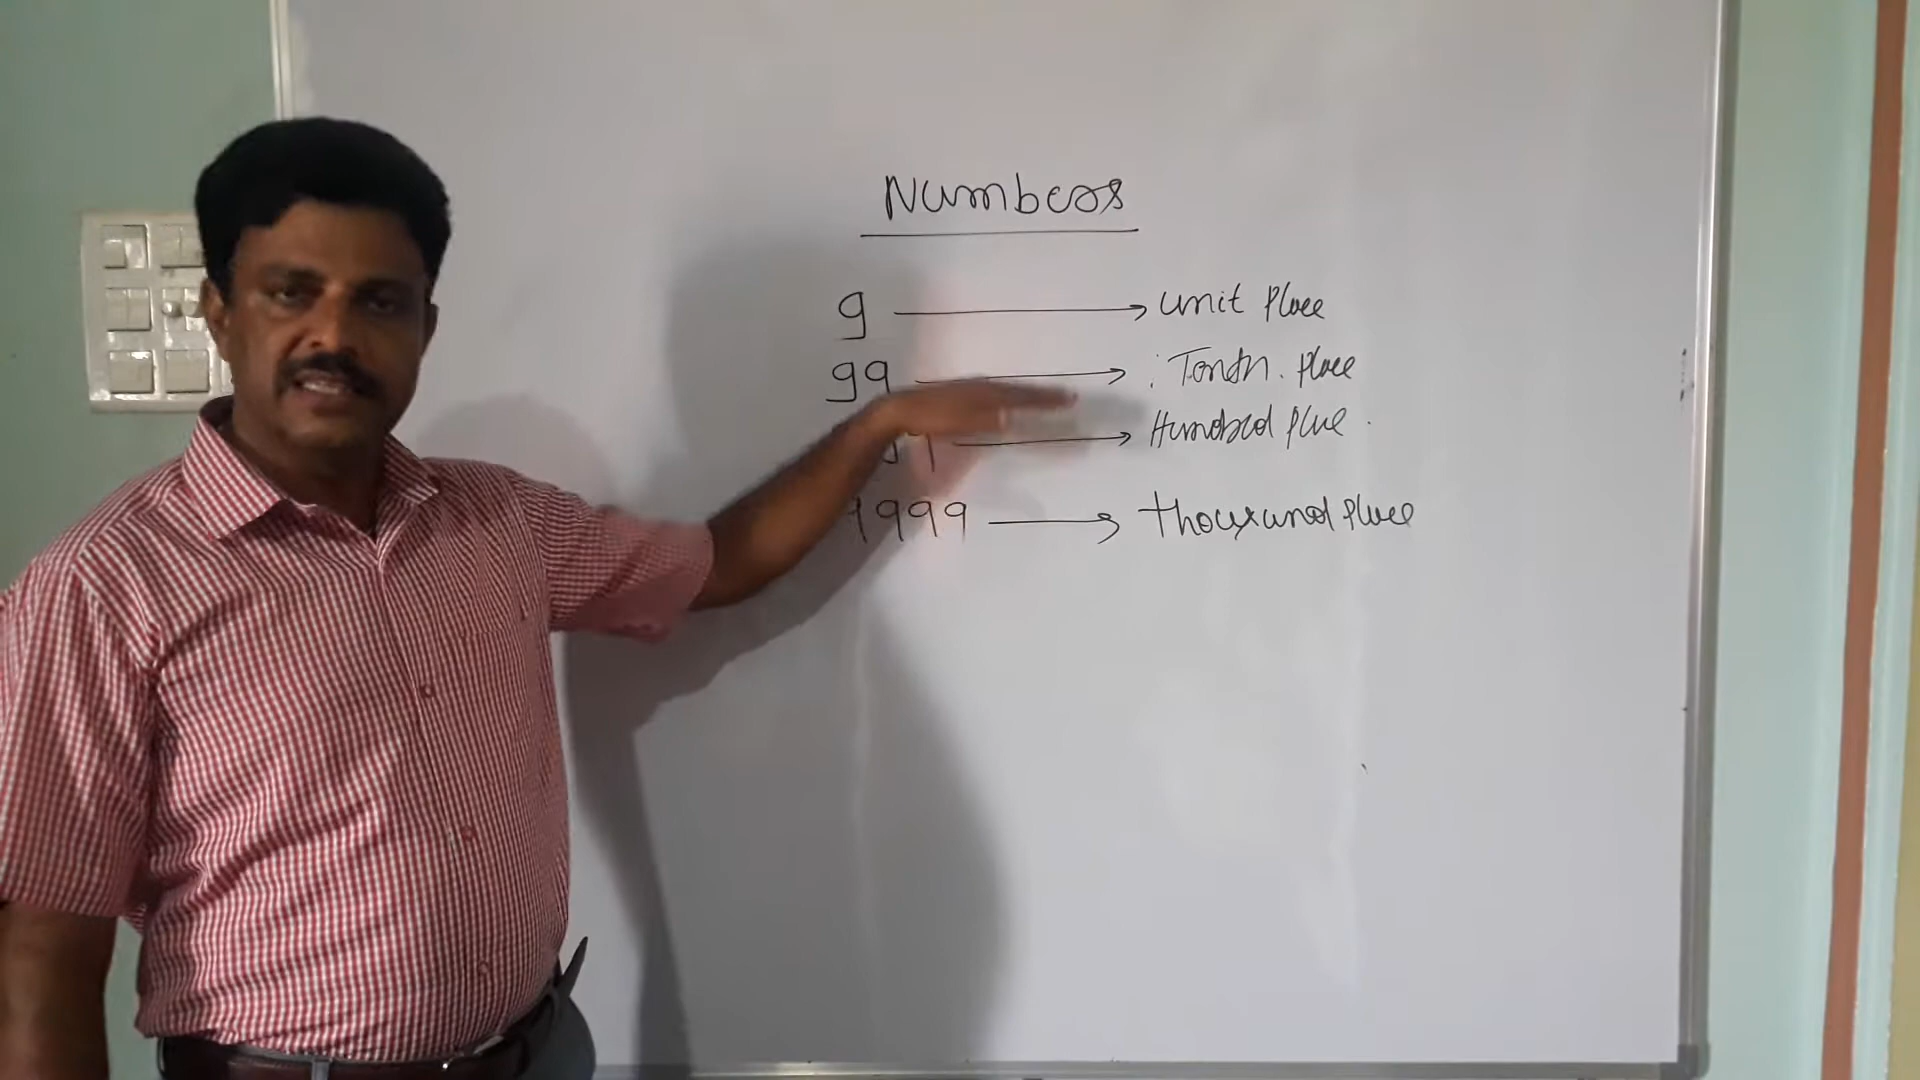 Numbers
9 → unit place
99 → Tenth. place
→ Hundred place.
9999 → thousand place